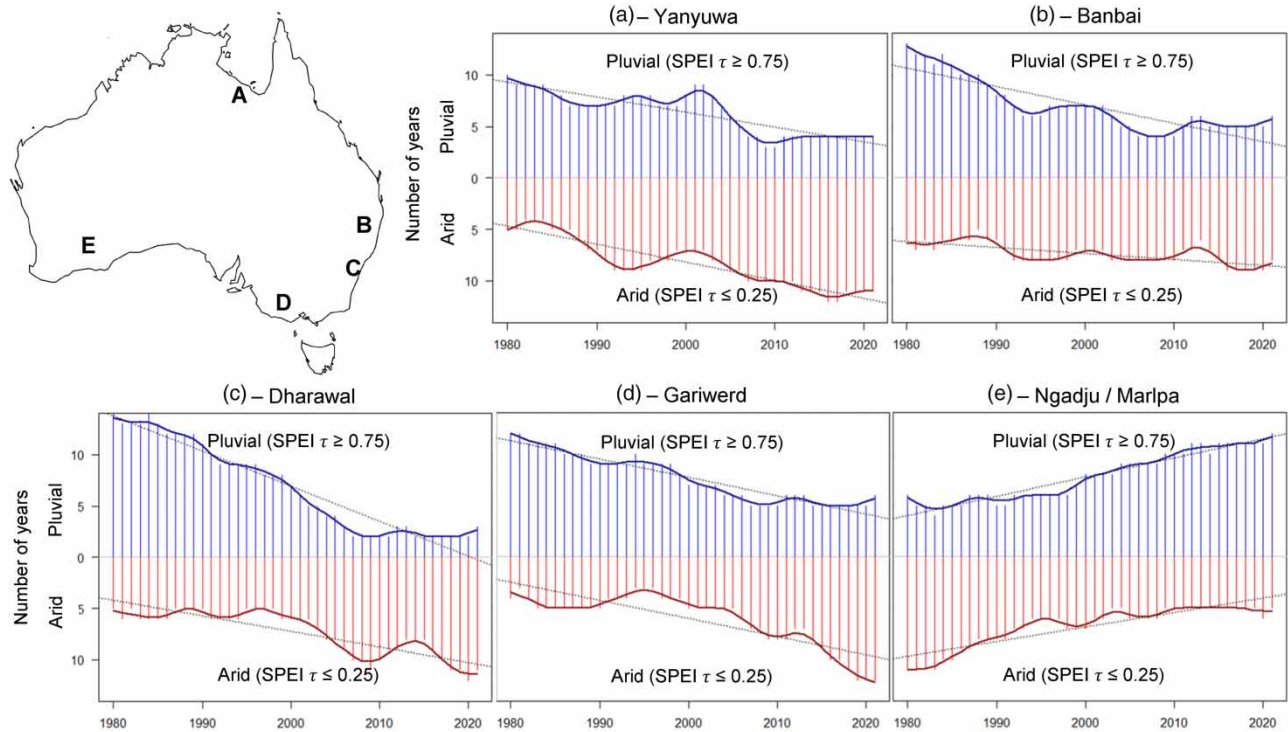 A
B
C
D
E
(a) – Yanyuwa
Pluvial (SPEI τ ≥ 0.75)
Arid (SPEI τ ≤ 0.25)
Number of years
Pluvial
Arid
10
5
0
5
10
1980 1990 2000 2010 2020
(b) – Banbai
Pluvial (SPEI τ ≥ 0.75)
Arid (SPEI τ ≤ 0.25)
1980 1990 2000 2010 2020
(c) – Dharawal
Pluvial (SPEI τ ≥ 0.75)
Arid (SPEI τ ≤ 0.25)
Number of years
Pluvial
Arid
10
5
0
5
10
1980 1990 2000 2010 2020
(d) – Gariwerd
Pluvial (SPEI τ ≥ 0.75)
Arid (SPEI τ ≤ 0.25)
1980 1990 2000 2010 2020
(e) – Ngadju / Marlpa
Pluvial (SPEI τ ≥ 0.75)
Arid (SPEI τ ≤ 0.25)
1980 1990 2000 2010 2020